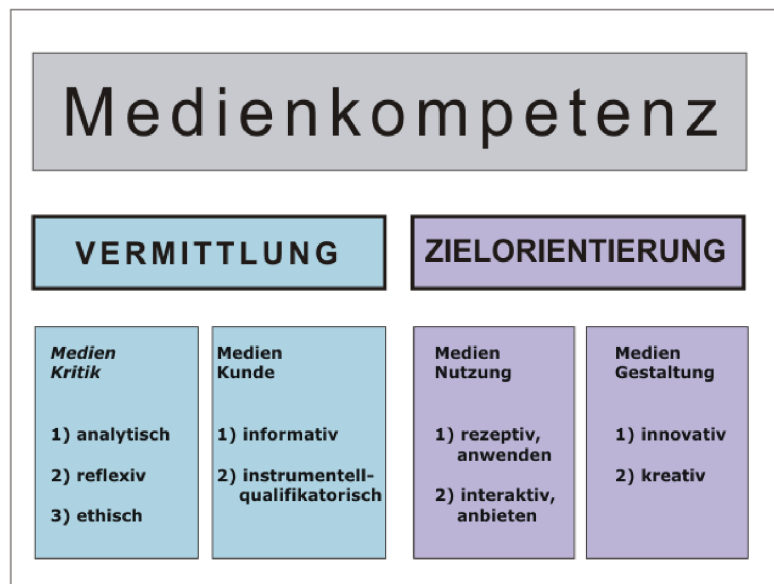 Medienkompetenz
VERMITTLUNG
ZIELORIENTIERUNG
Medien
Kritik
1) analytisch
2) reflexiv
3) ethisch
Medien
Kunde
1) informativ
2) instrumentell-
qualifikatorisch
Medien
Nutzung
1) rezeptiv,
anwenden
2) interaktiv,
anbieten
Medien
Gestaltung
1) innovativ
2) kreativ